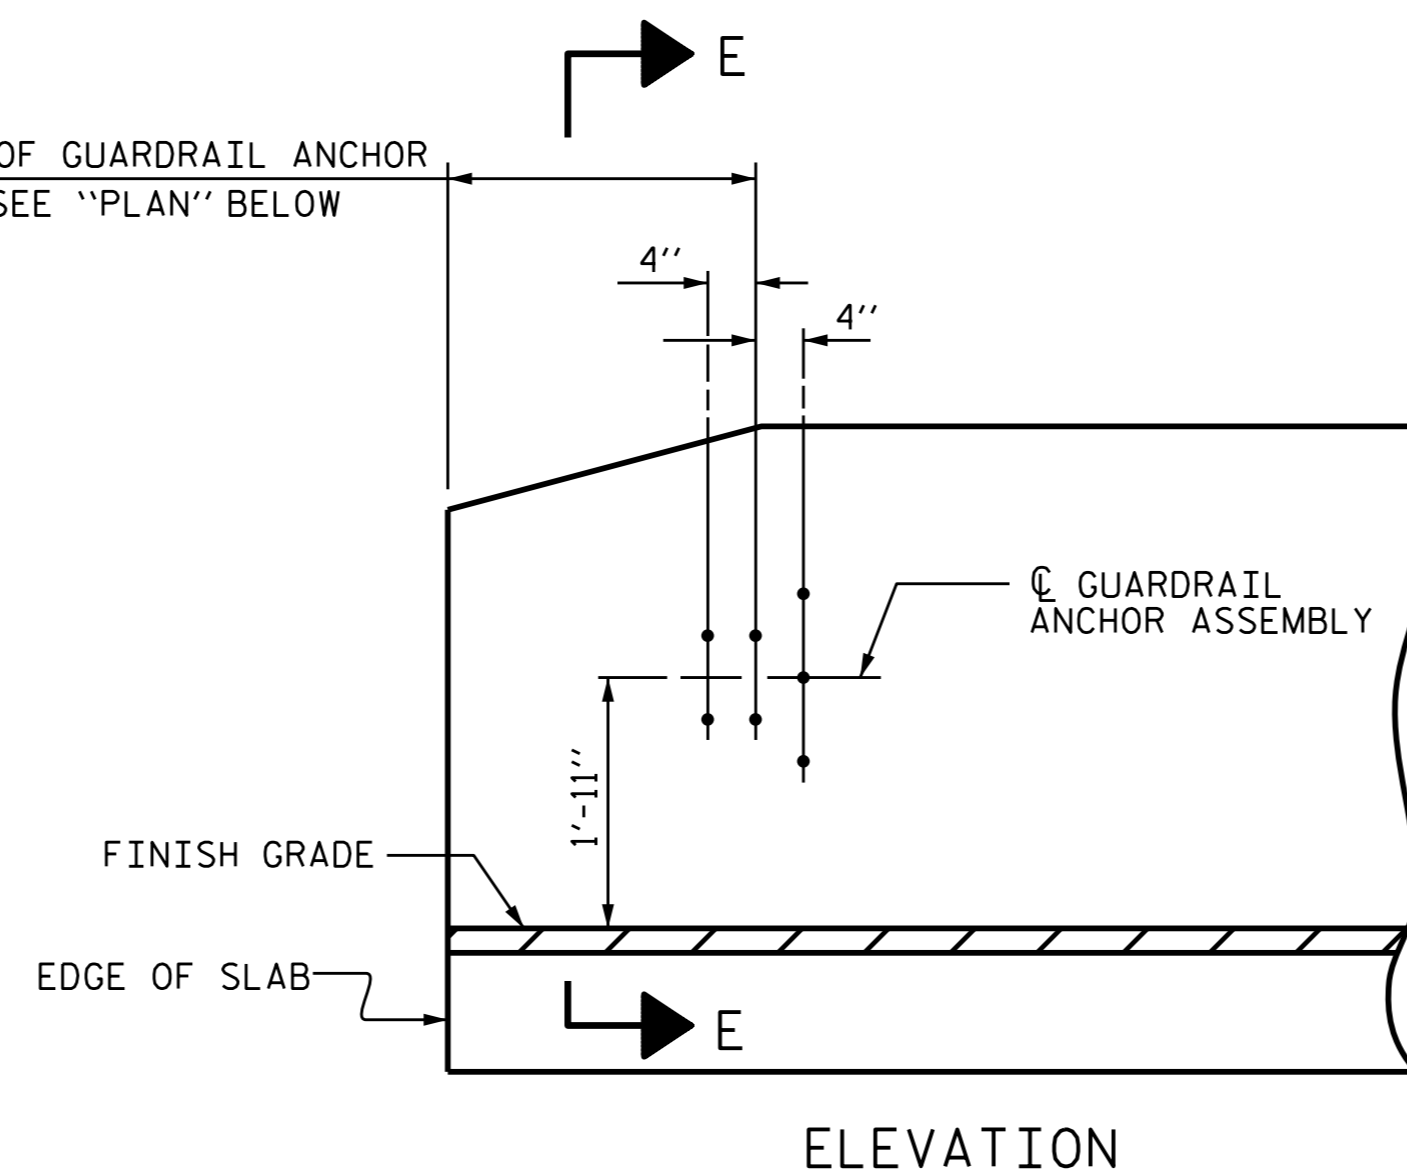 E
OF GUARDRAIL ANCHOR
SEE "PLAN" BELOW
4"
4"
℄ GUARDRAIL
ANCHOR ASSEMBLY
1'-11"
FINISH GRADE
EDGE OF SLAB
E
ELEVATION